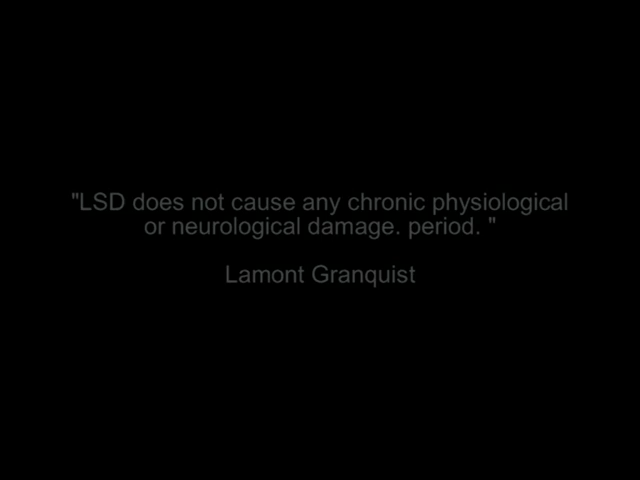 "LSD does not cause any chronic physiological
or neurological damage. period. "
Lamont Granquist